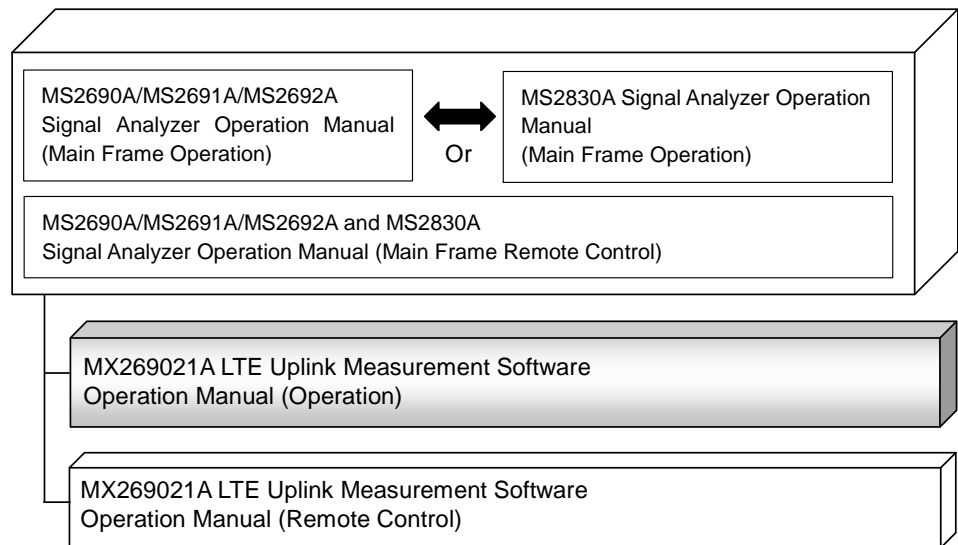 MS2690A/MS2691A/MS2692A
Signal Analyzer Operation Manual
(Main Frame Operation)
Or
MS2830A Signal Analyzer Operation
Manual
(Main Frame Operation)
MS2690A/MS2691A/MS2692A and MS2830A
Signal Analyzer Operation Manual (Main Frame Remote Control)
MX269021A LTE Uplink Measurement Software
Operation Manual (Operation)
MX269021A LTE Uplink Measurement Software
Operation Manual (Remote Control)